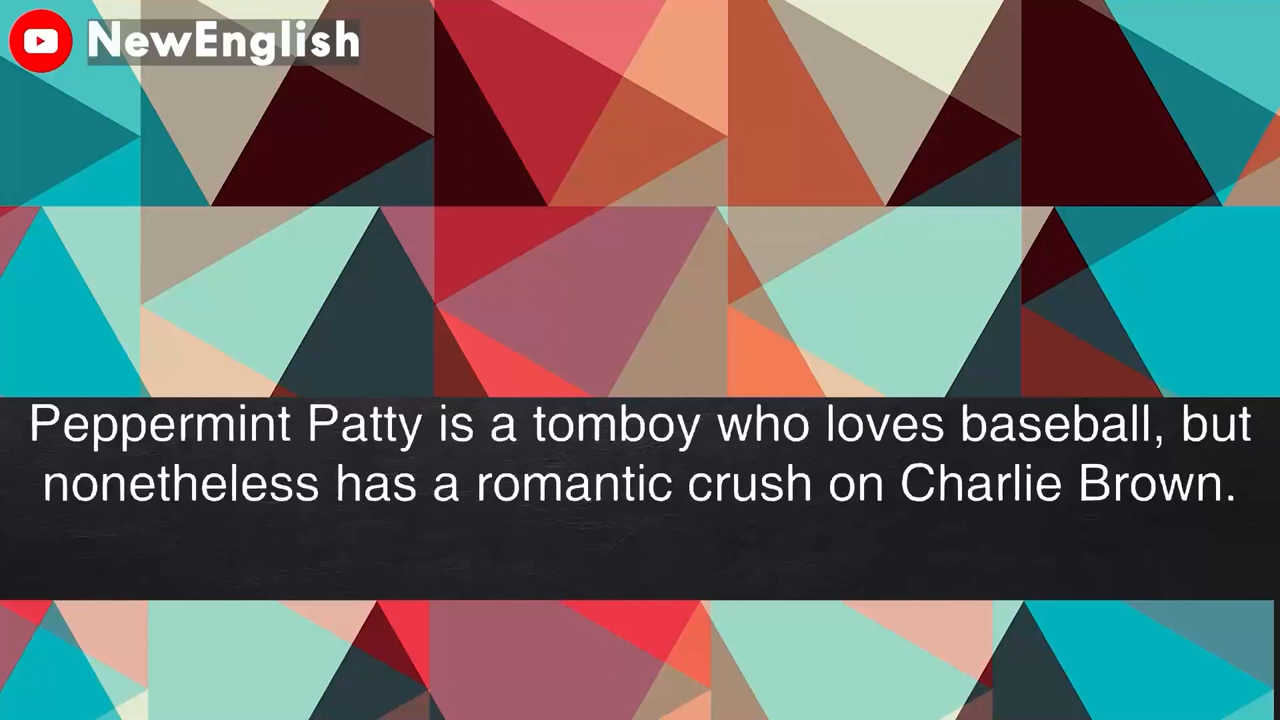 NewEnglish
Peppermint Patty is a tomboy who loves baseball, but
nonetheless has a romantic crush on Charlie Brown.